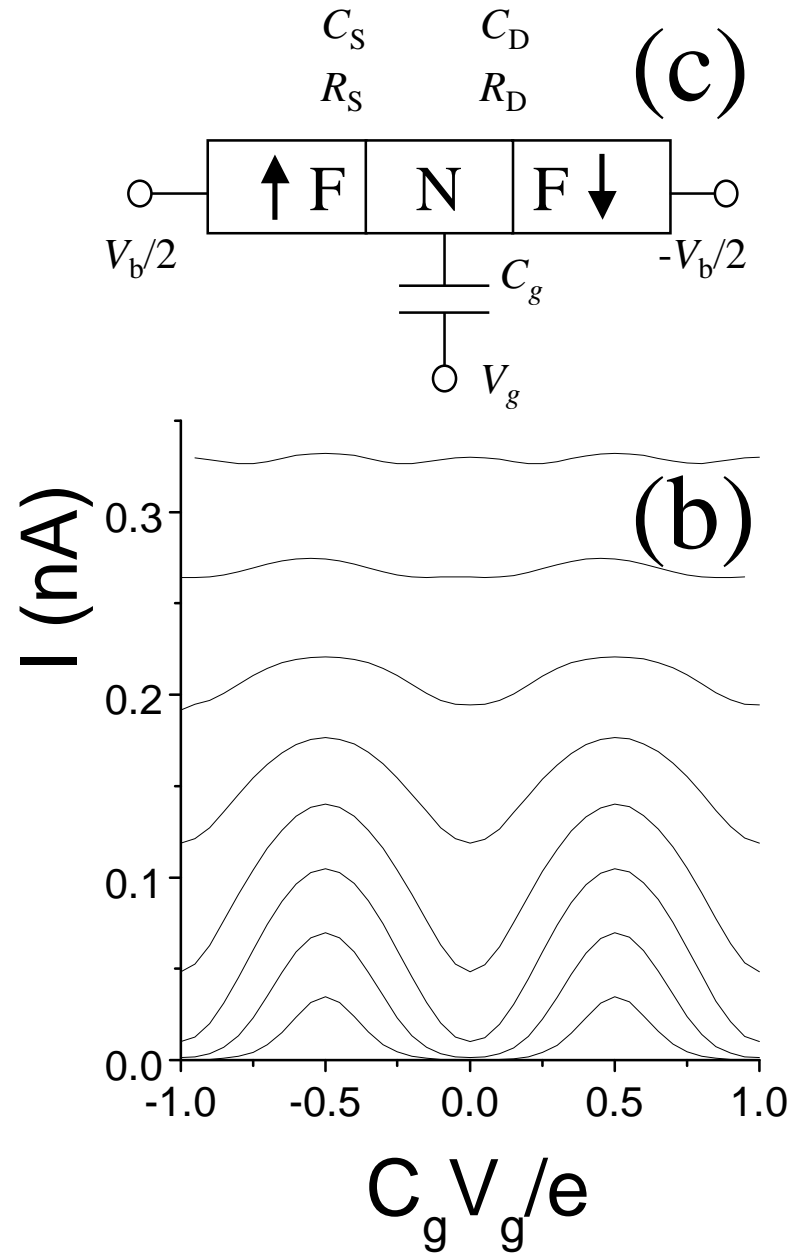 C_S C_D (c)
R_S R_D
F N F
V_b/2 -V_b/2
C_g
V_g
(b)
I (nA)
0.3
0.2
0.1
0.0
-1.0 -0.5 0.0 0.5 1.0
C_gV_g/e